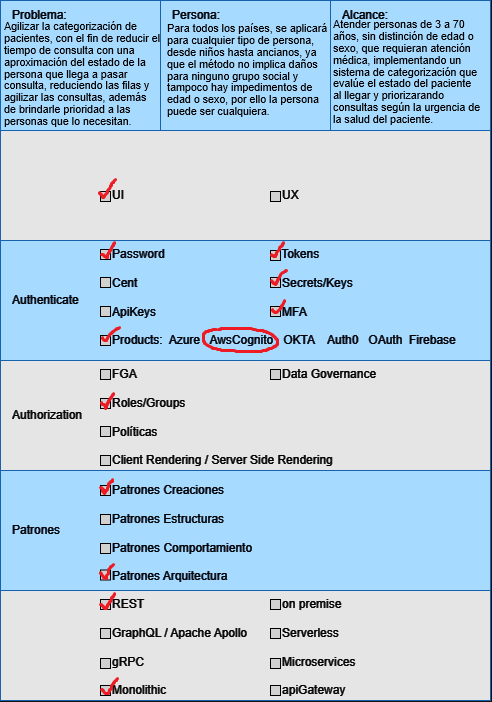 Problema:
Agilizar la categorización de
pacientes, con el fin de reducir el
tiempo de consulta con una
aproximación del estado de la
persona que llega a pasar
consulta, reduciendo las filas y
agilizar las consultas, además
de brindarle prioridad a las
personas que lo necesitan.
Persona:
Para todos los países, se aplicará
para cualquier tipo de persona,
desde niños hasta ancianos, ya
que el método no implica daños
para ninguno grupo social y
tampoco hay impedimentos de
edad o sexo, por ello la persona
puede ser cualquiera.
Alcance:
Atender personas de 3 a 70
años, sin distinción de edad o
sexo, que requieran atención
médica, implementando un
sistema de categorización que
evalúe el estado del paciente
al llegar y priorizarando
consultas según la urgencia de
la salud del paciente.
UI
UX
Authenticate
Password
Tokens
Cent
Secrets/Keys
ApiKeys
MFA
Products: Azure AwsCognito OKTA Auth0 OAuth Firebase
Authorization
FGA
Data Governance
Roles/Groups
Políticas
Client Rendering / Server Side Rendering
Patrones
Patrones Creaciones
Patrones Estructuras
Patrones Comportamiento
Patrones Arquitectura
REST
on premise
GraphQL / Apache Apollo
Serverless
gRPC
Microservices
Monolithic
apiGateway